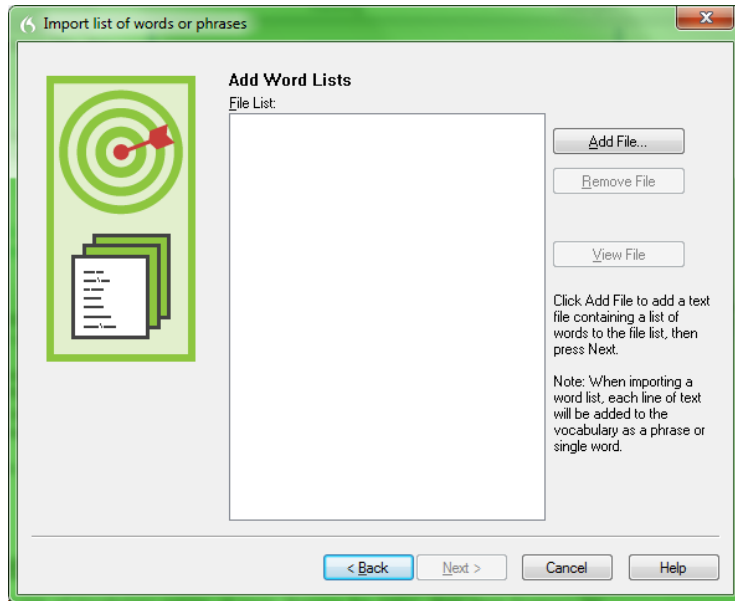 Import list of words or phrases
Add Word Lists
File List:
Add File...
Remove File
View File
Click Add File to add a text
file containing a list of
words to the file list, then
press Next.
Note: When importing a
word list, each line of text
will be added to the
vocabulary as a phrase or
single word.
< Back
Next >
Cancel
Help